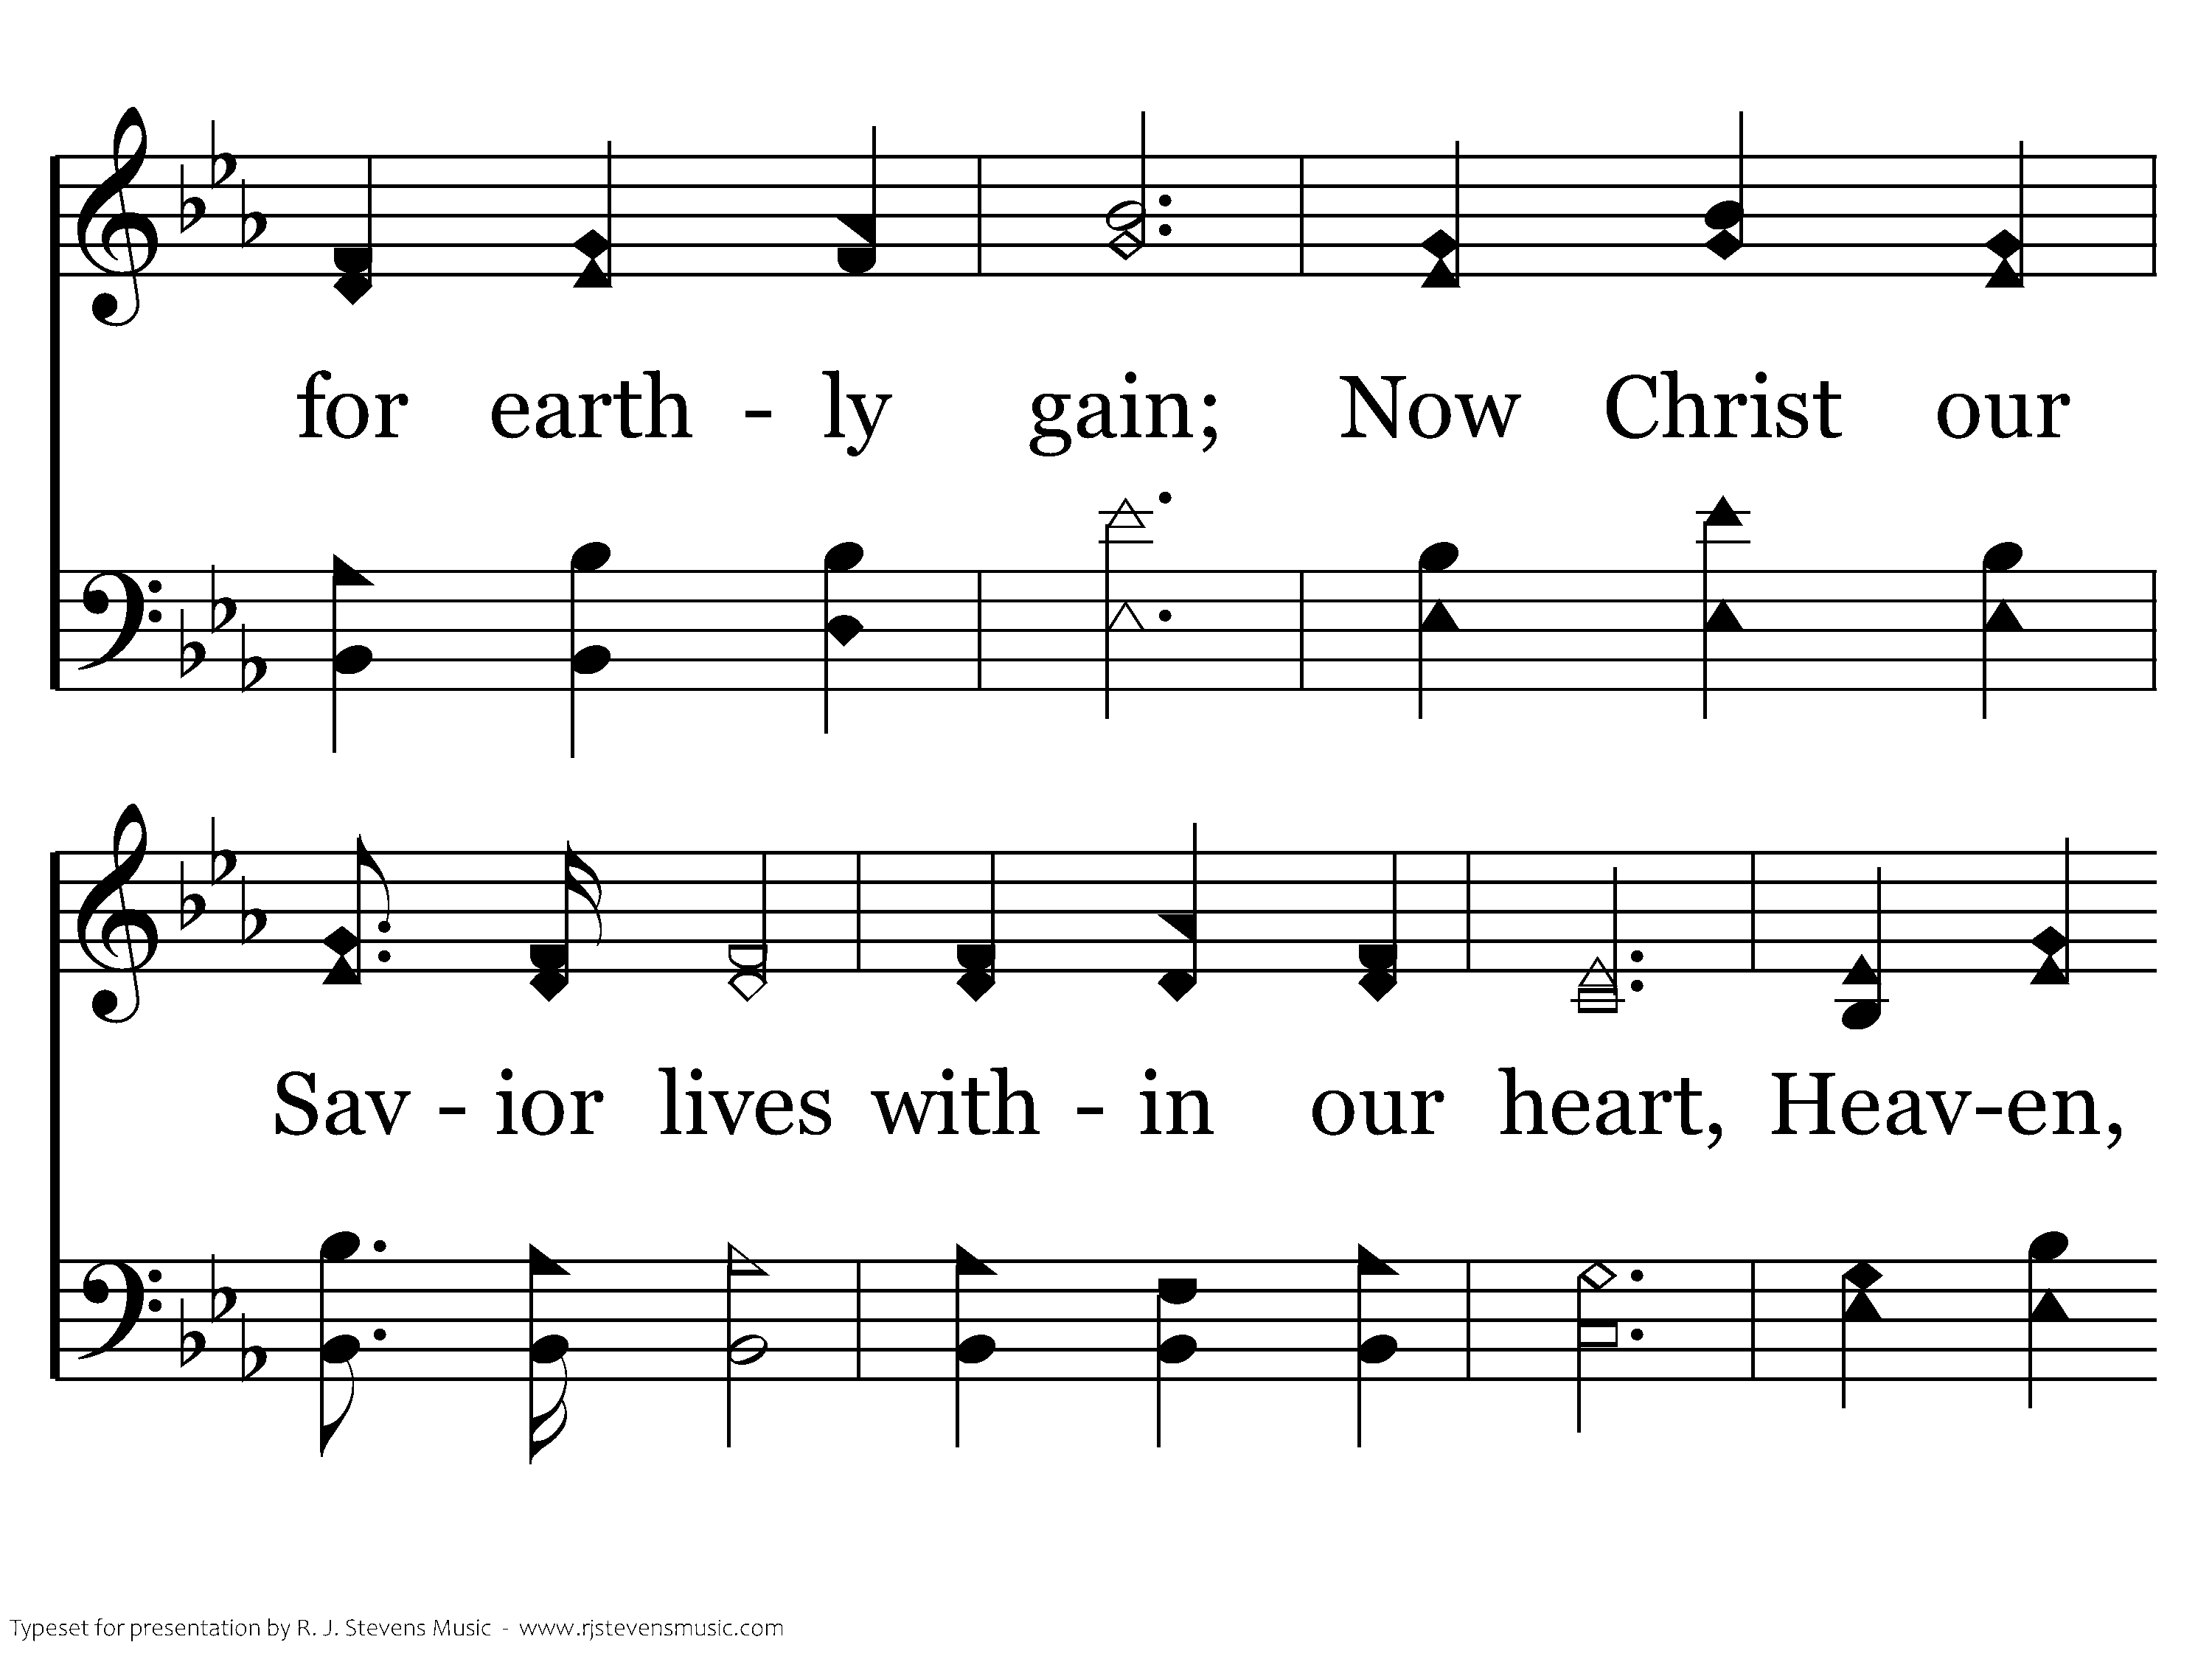 for earth - ly gain; Now Christ our
Sav - ior lives with - in our heart, Heav-en,
Typeset for presentation by R. J. Stevens Music - www.rjstevensmusic.com